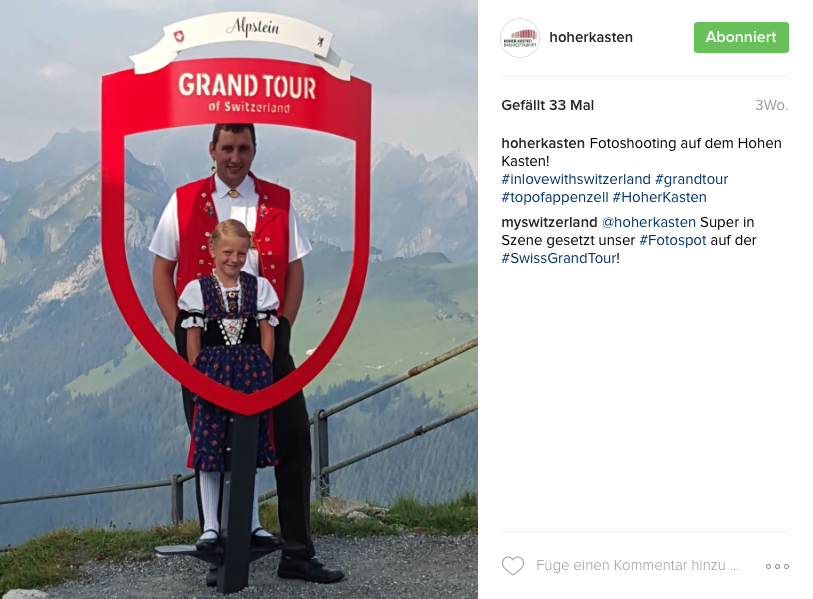 Alpstein
GRAND TOUR
of Switzerland
hoherkasten
Abonniert
Gefällt 33 Mal
3Wo.
hoherkasten Fotoshooting auf dem Hohen
Kasten!
#inlovewithswitzerland #grandtour
#topofappenzell #HoherKasten
myswitzerland @hoherkasten Super in
Szene gesetzt unser #Fotospot auf der
#SwissGrandTour!
Füge einen Kommentar hinzu ...